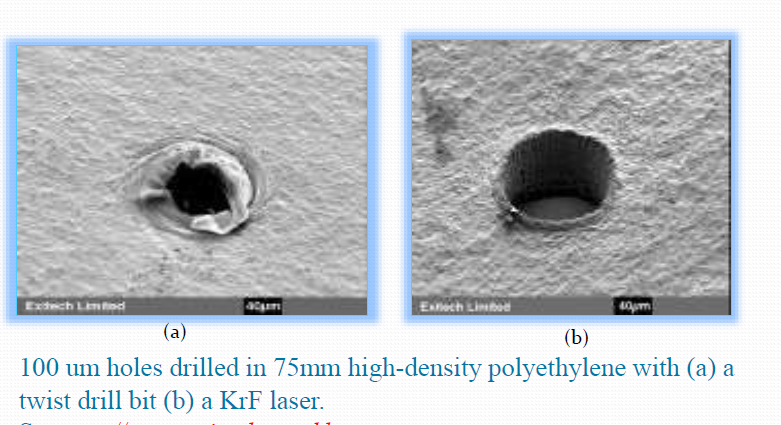 Exitech Limited 40µm
Exitech Limited 40µm
(a)
(b)
100 um holes drilled in 75mm high-density polyethylene with (a) a
twist drill bit (b) a KrF laser.